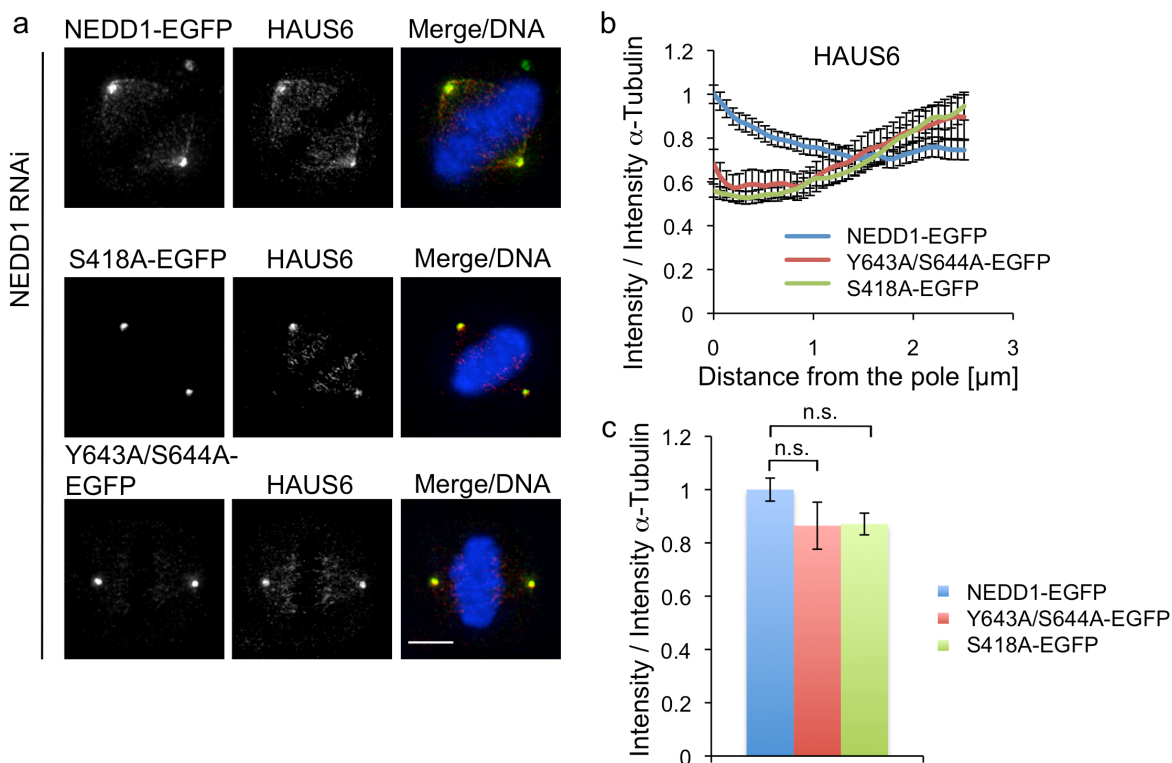 a
NEDD1-EGFP HAUS6 Merge/DNA
NEDD1 RNAi
S418A-EGFP HAUS6 Merge/DNA
Y643A/S644A-
EGFP HAUS6 Merge/DNA
b
HAUS6
Intensity / Intensity α-Tubulin
1.2
1
0.8
0.6
0.4
0.2
0
NEDD1-EGFP
Y643A/S644A-EGFP
S418A-EGFP
0 1 2 3
Distance from the pole [µm]
c
n.s.
n.s.
Intensity / Intensity α-Tubulin
1.2
1
0.8
0.6
0.4
0.2
0
NEDD1-EGFP
Y643A/S644A-EGFP
S418A-EGFP